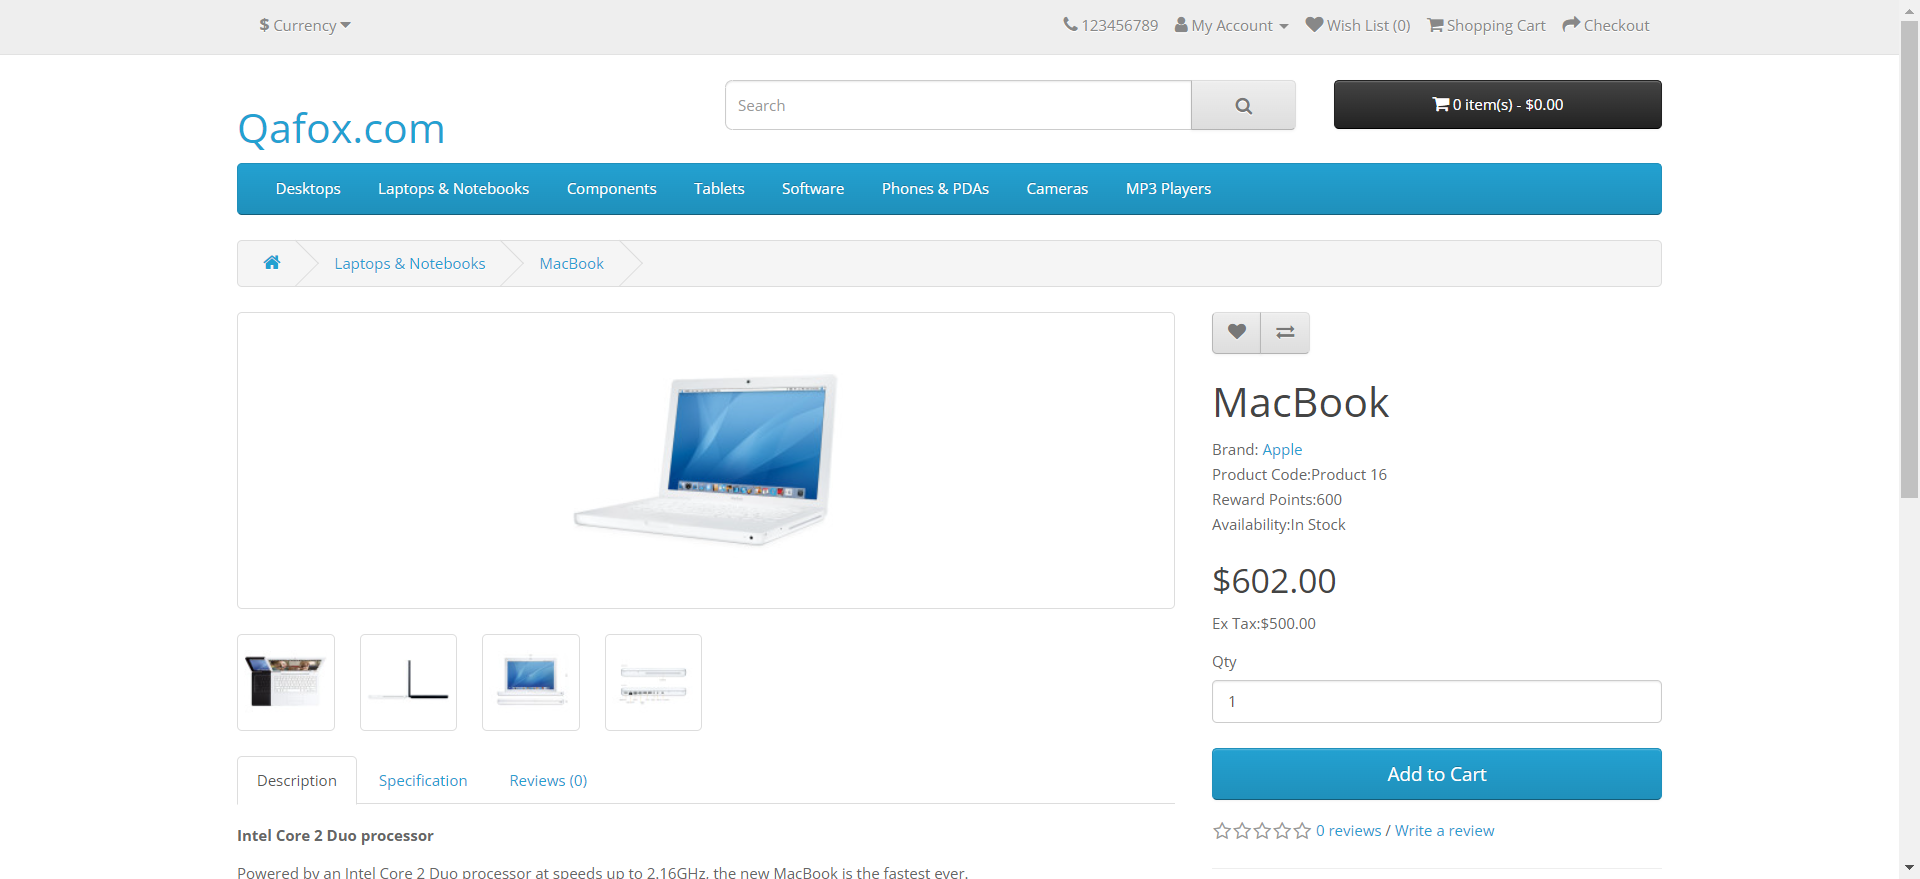 $ Currency
123456789 My Account Wish List (0) Shopping Cart Checkout
Qafox.com
Search
0 item(s) - $0.00
Desktops Laptops & Notebooks Components Tablets Software Phones & PDAs Cameras MP3 Players
Laptops & Notebooks MacBook
MacBook
Brand: Apple
Product Code:Product 16
Reward Points:600
Availability:In Stock
$602.00
Ex Tax:$500.00
Qty
1
Add to Cart
0 reviews / Write a review
Description Specification Reviews (0)
Intel Core 2 Duo processor
Powered by an Intel Core 2 Duo processor at speeds up to 2.16GHz, the new MacBook is the fastest ever.